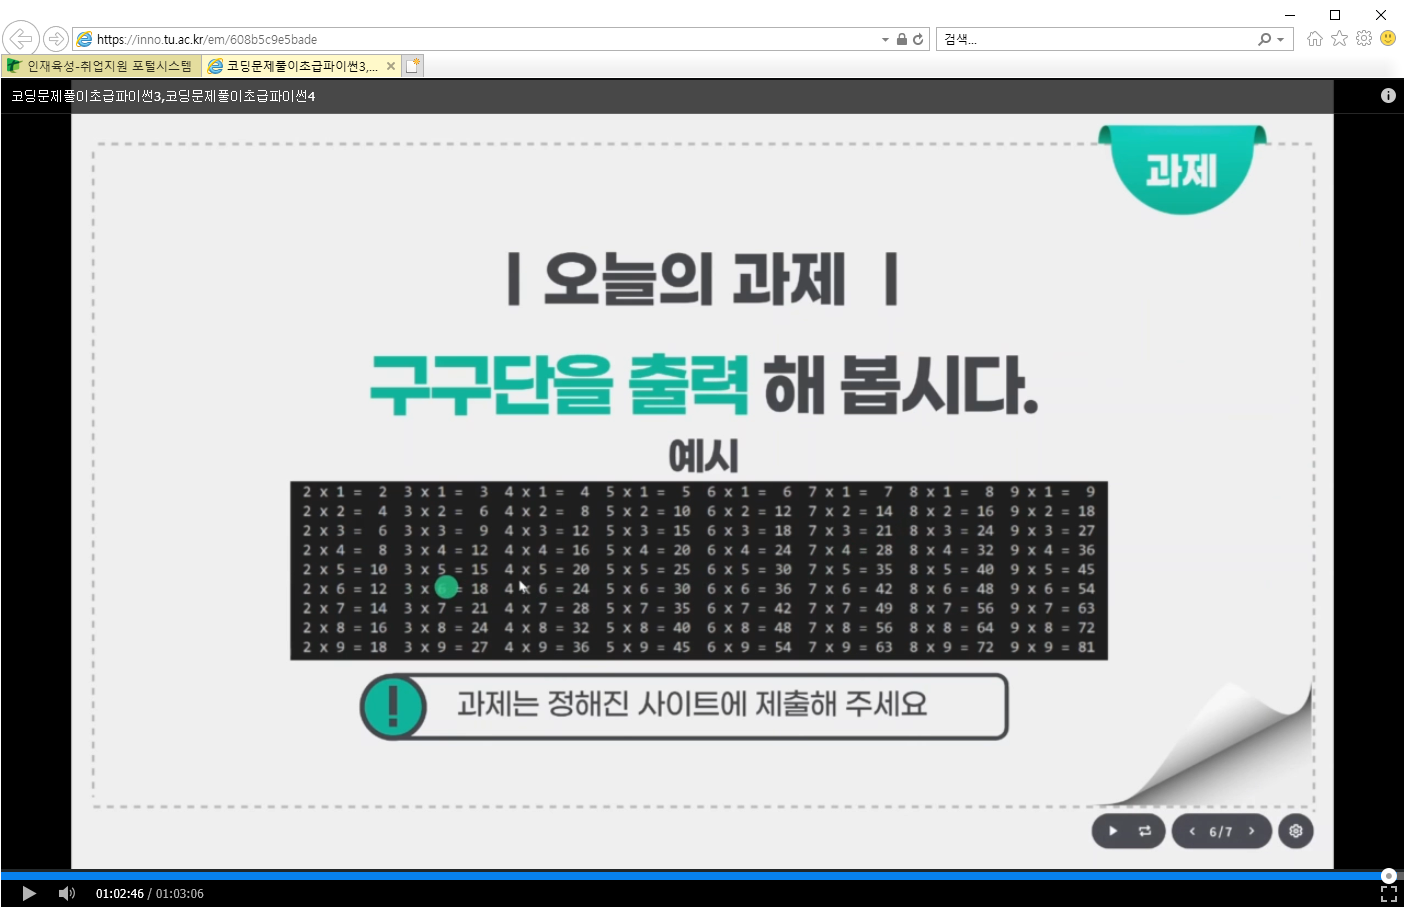 https://inno.tu.ac.kr/em/608b5c9e5bade
검색...
인재육성-취업지원 포털시스템
코딩문제풀이초급파이썬3,...
코딩문제풀이초급파이썬3,코딩문제풀이초급파이썬4
과제
| 오늘의 과제 |
구구단을 출력 해 봅시다.
예시
2 x 1 = 2 3 x 1 = 3 4 x 1 = 4 5 x 1 = 5 6 x 1 = 6 7 x 1 = 7 8 x 1 = 8 9 x 1 = 9
2 x 2 = 4 3 x 2 = 6 4 x 2 = 8 5 x 2 = 10 6 x 2 = 12 7 x 2 = 14 8 x 2 = 16 9 x 2 = 18
2 x 3 = 6 3 x 3 = 9 4 x 3 = 12 5 x 3 = 15 6 x 3 = 18 7 x 3 = 21 8 x 3 = 24 9 x 3 = 27
2 x 4 = 8 3 x 4 = 12 4 x 4 = 16 5 x 4 = 20 6 x 4 = 24 7 x 4 = 28 8 x 4 = 32 9 x 4 = 36
2 x 5 = 10 3 x 5 = 15 4 x 5 = 20 5 x 5 = 25 6 x 5 = 30 7 x 5 = 35 8 x 5 = 40 9 x 5 = 45
2 x 6 = 12 3 x 6 = 18 4 x 6 = 24 5 x 6 = 30 6 x 6 = 36 7 x 6 = 42 8 x 6 = 48 9 x 6 = 54
2 x 7 = 14 3 x 7 = 21 4 x 7 = 28 5 x 7 = 35 6 x 7 = 42 7 x 7 = 49 8 x 7 = 56 9 x 7 = 63
2 x 8 = 16 3 x 8 = 24 4 x 8 = 32 5 x 8 = 40 6 x 8 = 48 7 x 8 = 56 8 x 8 = 64 9 x 8 = 72
2 x 9 = 18 3 x 9 = 27 4 x 9 = 36 5 x 9 = 45 6 x 9 = 54 7 x 9 = 63 8 x 9 = 72 9 x 9 = 81
! 과제는 정해진 사이트에 제출해 주세요
6/7
01:02:46 / 01:03:06